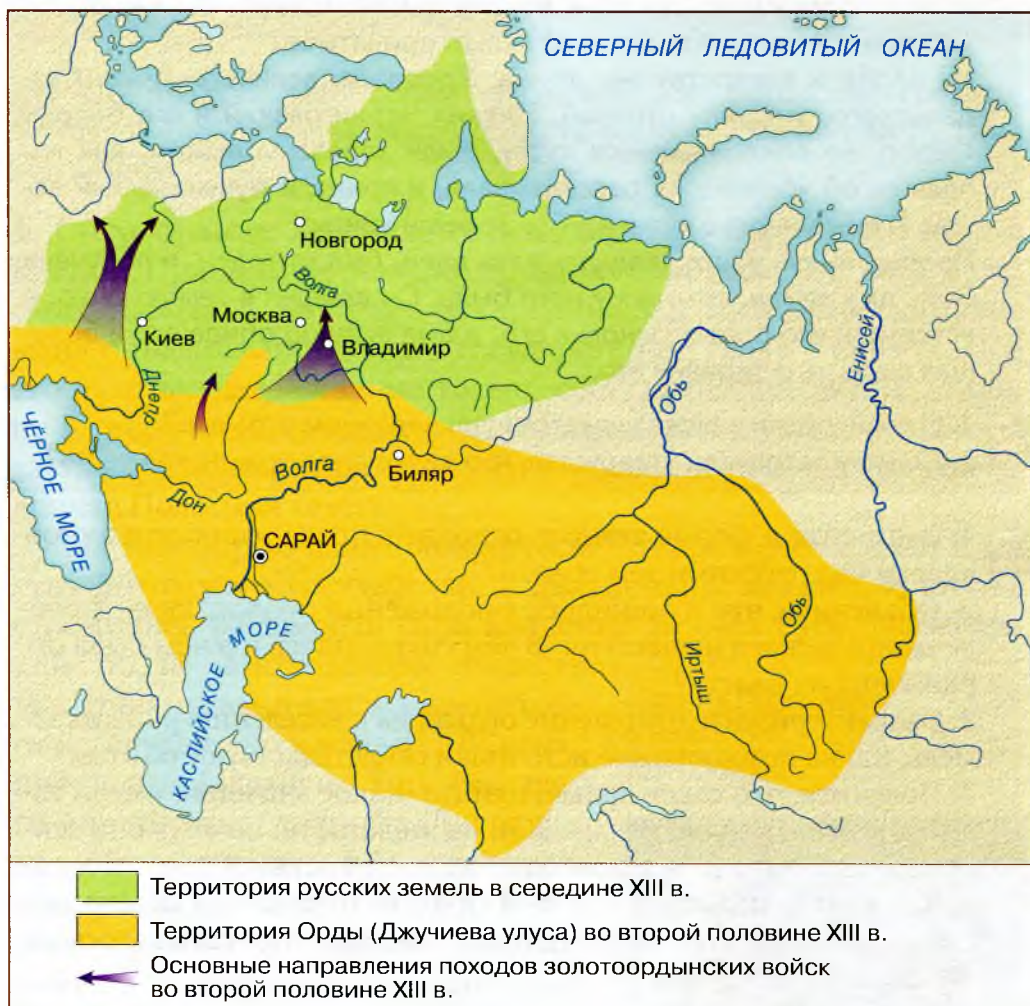 СЕВЕРНЫЙ ЛЕДОВИТЫЙ ОКЕАН
Новгород
Волга
Москва
Киев
Владимир
Днепр
Обь
Енисей
ЧЁРНОЕ МОРЕ
Волга
Биляр
Дон
САРАЙ
Обь
Иртыш
КАСПИЙСКОЕ МОРЕ
Территория русских земель в середине XIII в.
Территория Орды (Джучиева улуса) во второй половине XIII в.
Основные направления походов золотоордынских войск
во второй половине XIII в.